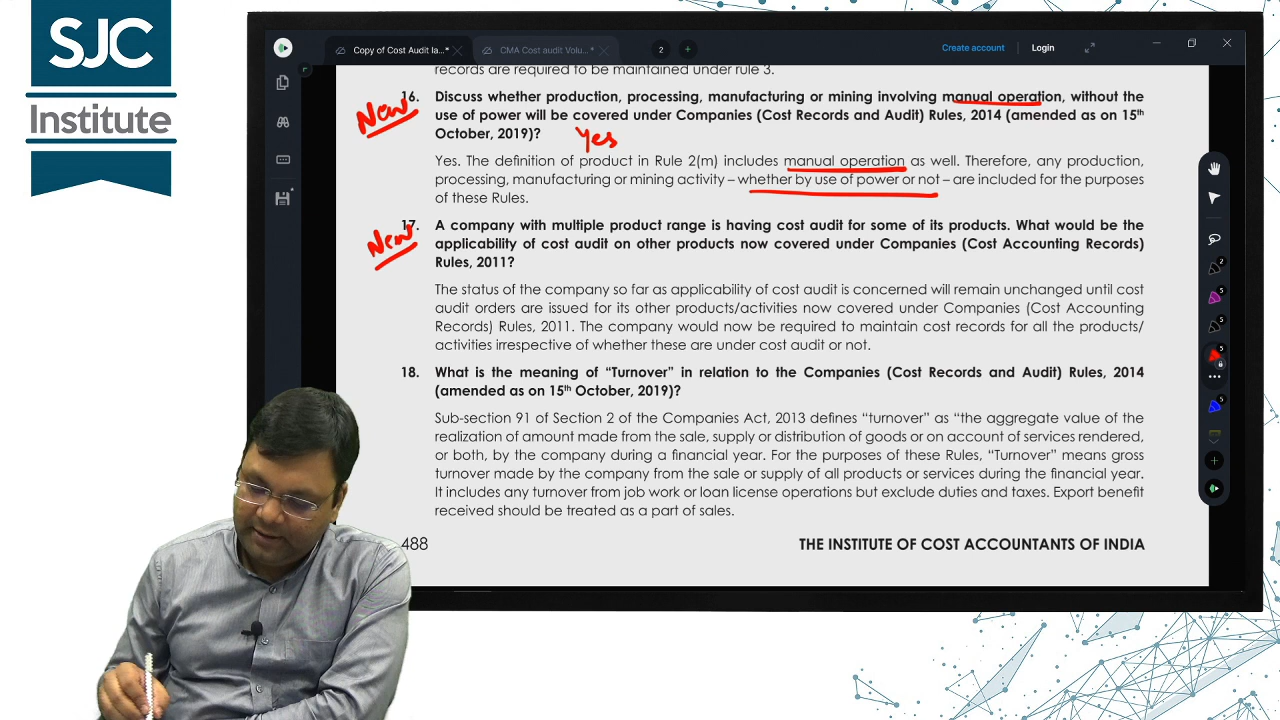 SJC
Institute
Copy of Cost Audit la...*
CMA Cost audit Volu...*
2
Create account
Login
records are required to be maintained under rule 3.
New
16. Discuss whether production, processing, manufacturing or mining involving manual operation, without the
use of power will be covered under Companies (Cost Records and Audit) Rules, 2014 (amended as on 15th
October, 2019)?
Yes
Yes. The definition of product in Rule 2(m) includes manual operation as well. Therefore, any production,
processing, manufacturing or mining activity – whether by use of power or not – are included for the purposes
of these Rules.
New
17. A company with multiple product range is having cost audit for some of its products. What would be the
applicability of cost audit on other products now covered under Companies (Cost Accounting Records)
Rules, 2011?
The status of the company so far as applicability of cost audit is concerned will remain unchanged until cost
audit orders are issued for its other products/activities now covered under Companies (Cost Accounting
Records) Rules, 2011. The company would now be required to maintain cost records for all the products/
activities irrespective of whether these are under cost audit or not.
18. What is the meaning of “Turnover” in relation to the Companies (Cost Records and Audit) Rules, 2014
(amended as on 15th October, 2019)?
Sub-section 91 of Section 2 of the Companies Act, 2013 defines “turnover” as “the aggregate value of the
realization of amount made from the sale, supply or distribution of goods or on account of services rendered,
or both, by the company during a financial year. For the purposes of these Rules, “Turnover” means gross
turnover made by the company from the sale or supply of all products or services during the financial year.
It includes any turnover from job work or loan license operations but exclude duties and taxes. Export benefit
received should be treated as a part of sales.
488
THE INSTITUTE OF COST ACCOUNTANTS OF INDIA
2
5
5
5
5